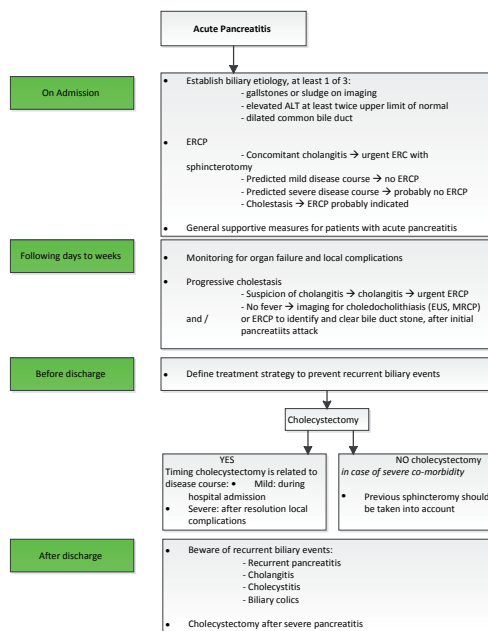 Acute Pancreatitis
On Admission
• Establish biliary etiology, at least 1 of 3:
- gallstones or sludge on imaging
- elevated ALT at least twice upper limit of normal
- dilated common bile duct
• ERCP
- Concomitant cholangitis → urgent ERC with
sphincterotomy
- Predicted mild disease course → no ERCP
- Predicted severe disease course → probably no ERCP
- Cholestasis → ERCP probably indicated
• General supportive measures for patients with acute pancreatitis
Following days to weeks
• Monitoring for organ failure and local complications
• Progressive cholestasis
- Suspicion of cholangitis → cholangitis → urgent ERCP
- No fever → imaging for choledocholithiasis (EUS, MRCP)
and / or ERCP to identify and clear bile duct stone, after initial
pancreatiits attack
Before discharge
• Define treatment strategy to prevent recurrent biliary events
Cholecystectomy
YES
Timing cholecystectomy is related to
disease course: • Mild: during
hospital admission
• Severe: after resolution local
complications
NO cholecystectomy
in case of severe co-morbidity
• Previous sphincteromy should
be taken into account
After discharge
• Beware of recurrent biliary events:
- Recurrent pancreatitis
- Cholangitis
- Cholecystitis
- Biliary colics
• Cholecystectomy after severe pancreatitis